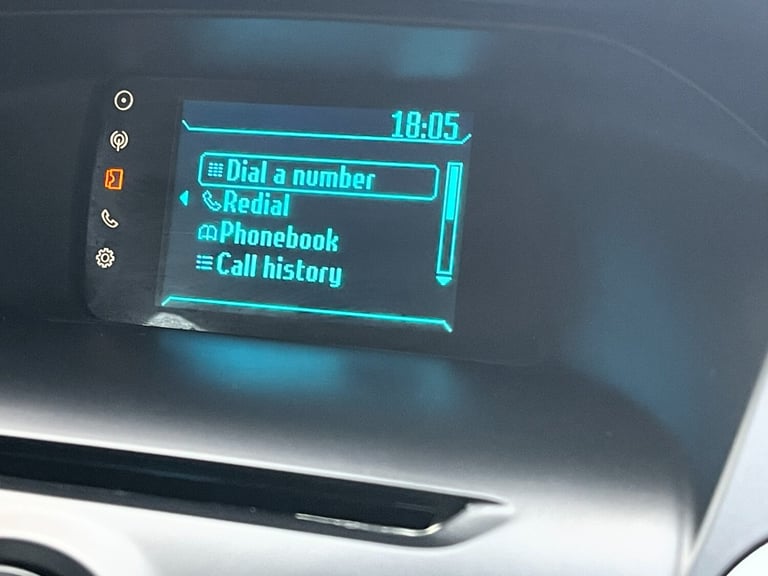 18:05
Dial a number
Redial
Phonebook
Call history